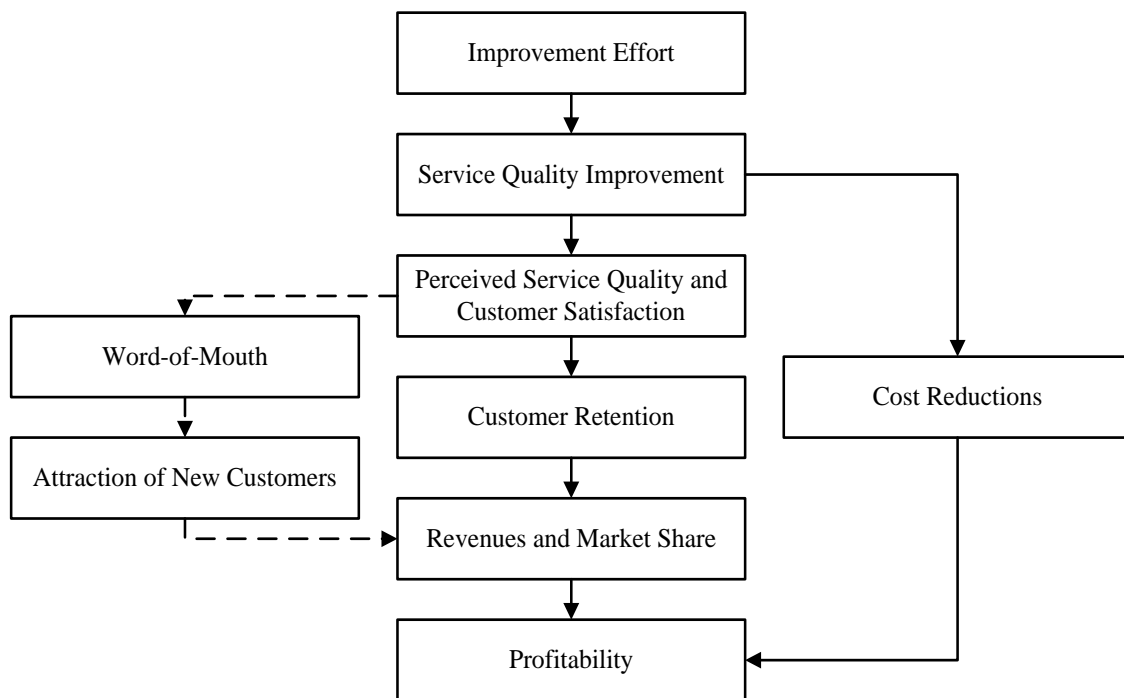 Improvement Effort
Service Quality Improvement
Perceived Service Quality and
Customer Satisfaction
Word-of-Mouth
Customer Retention
Cost Reductions
Attraction of New Customers
Revenues and Market Share
Profitability